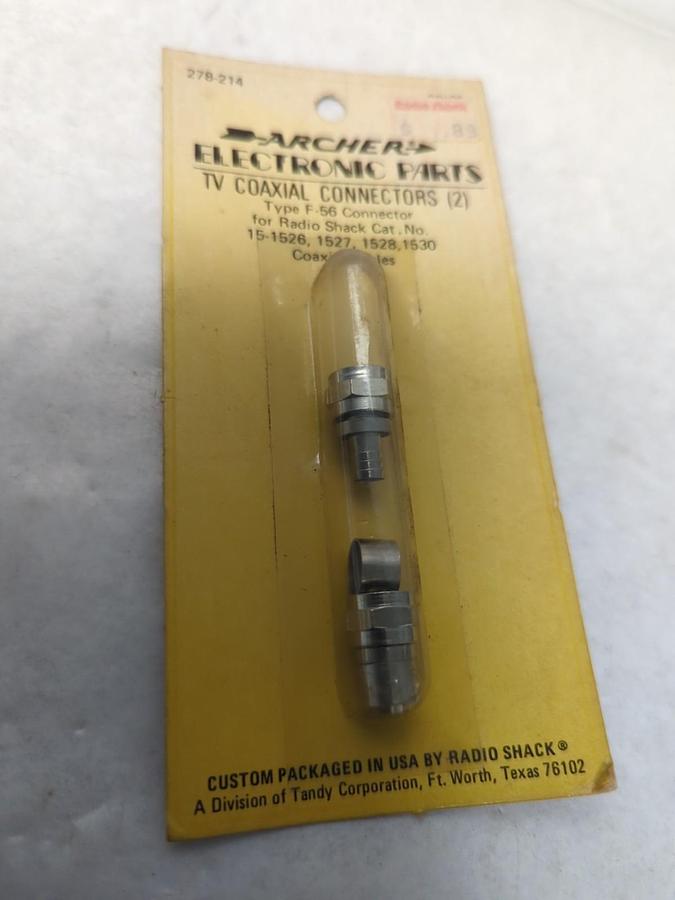 278-214
$ .89
ARCHER
ELECTRONIC PARTS
TV COAXIAL CONNECTORS (2)
Type F-56 Connector
for Radio Shack Cat. No.
15-1526, 1527, 1528, 1530
CUSTOM PACKAGED IN USA BY RADIO SHACK®
A Division of Tandy Corporation, Ft. Worth, Texas 76102